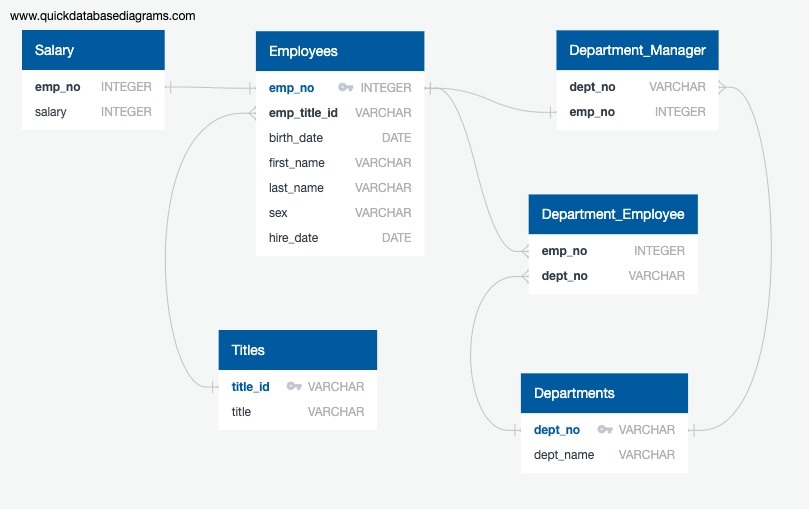 www.quickdatabasediagrams.com
Salary
emp_no INTEGER
salary INTEGER
Employees
emp_no INTEGER
emp_title_id VARCHAR
birth_date DATE
first_name VARCHAR
last_name VARCHAR
sex VARCHAR
hire_date DATE
Department_Manager
dept_no VARCHAR
emp_no INTEGER
Department_Employee
emp_no INTEGER
dept_no VARCHAR
Titles
title_id VARCHAR
title VARCHAR
Departments
dept_no VARCHAR
dept_name VARCHAR